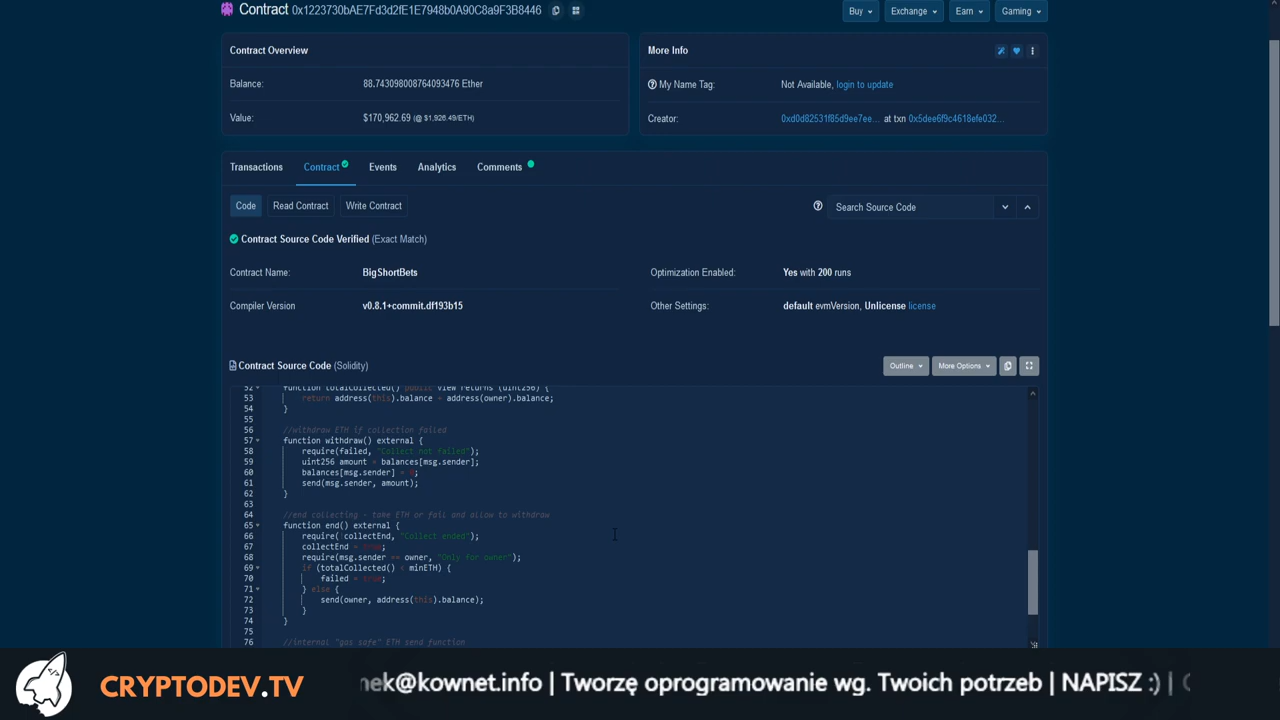 Contract 0x1223730bAE7Fd3d2fE1E7948b0A90C8a9F3B8446
Buy Exchange Earn Gaming
Contract Overview
Balance: 88.743098008764093476 Ether
Value: $170,962.69 (@ $1,926.49/ETH)
More Info
My Name Tag: Not Available, login to update
Creator: 0xd0d82531f85d9ee7ee... at txn 0x5dee6f9c4618efe032...
Transactions Contract Events Analytics Comments
Code Read Contract Write Contract
Search Source Code
Contract Source Code Verified (Exact Match)
Contract Name: BigShortBets
Optimization Enabled: Yes with 200 runs
Compiler Version v0.8.1+commit.df193b15
Other Settings: default evmVersion, Unlicense license
Contract Source Code (Solidity)
Outline More Options
52 function totalCollected() public view returns (uint256) {
53 return address(this).balance + address(owner).balance;
54 }
55
56 //withdraw ETH if collection failed
57 function withdraw() external {
58 require(failed, "Collect not failed");
59 uint256 amount = balances[msg.sender];
60 balances[msg.sender] = 0;
61 send(msg.sender, amount);
62 }
63
64 //end collecting - take ETH or fail and allow to withdraw
65 function end() external {
66 require(!collectEnd, "Collect ended");
67 collectEnd = true;
68 require(msg.sender == owner, "Only for owner");
69 if (totalCollected() < minETH) {
70 failed = true;
71 } else {
72 send(owner, address(this).balance);
73 }
74 }
75
76 //internal "gas safe" ETH send function
CRYPTODEV.TV
nek@kownet.info | Tworzę oprogramowanie wg. Twoich potrzeb | NAPISZ :) |